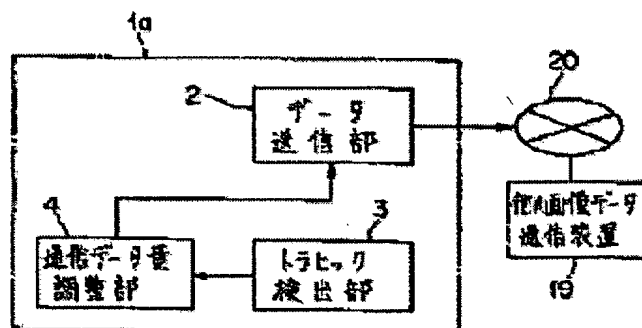 1a
20
2
データ
送信部
4
3
通信データ量
調整部
トラヒック
検出部
他の画像データ
通信装置
19